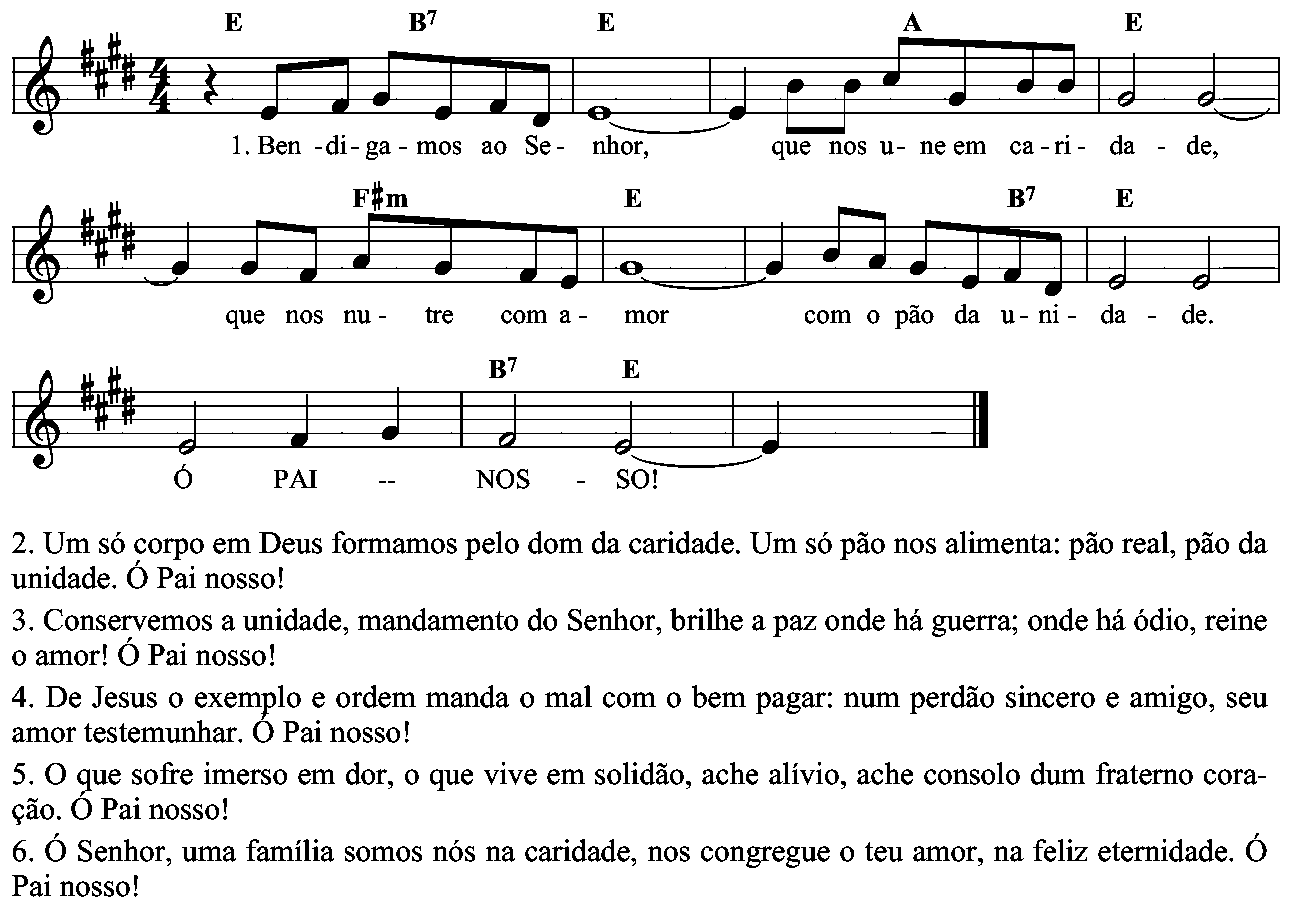 E B7 E A E
4
4
1. Ben -di- ga - mos ao Se- nhor, que nos u- ne em ca - ri- da - de,
F#m E B7 E
que nos nu - tre com a - mor com o pão da u - ni - da - de.
B7 E
Ó PAI -- NOS - SO!
2. Um só corpo em Deus formamos pelo dom da caridade. Um só pão nos alimenta: pão real, pão da
unidade. Ó Pai nosso!
3. Conservemos a unidade, mandamento do Senhor, brilhe a paz onde há guerra; onde há ódio, reine
o amor! Ó Pai nosso!
4. De Jesus o exemplo e ordem manda o mal com o bem pagar: num perdão sincero e amigo, seu
amor testemunhar. Ó Pai nosso!
5. O que sofre imerso em dor, o que vive em solidão, ache alívio, ache consolo dum fraterno cora-
ção. Ó Pai nosso!
6. Ó Senhor, uma família somos nós na caridade, nos congregue o teu amor, na feliz eternidade. Ó
Pai nosso!